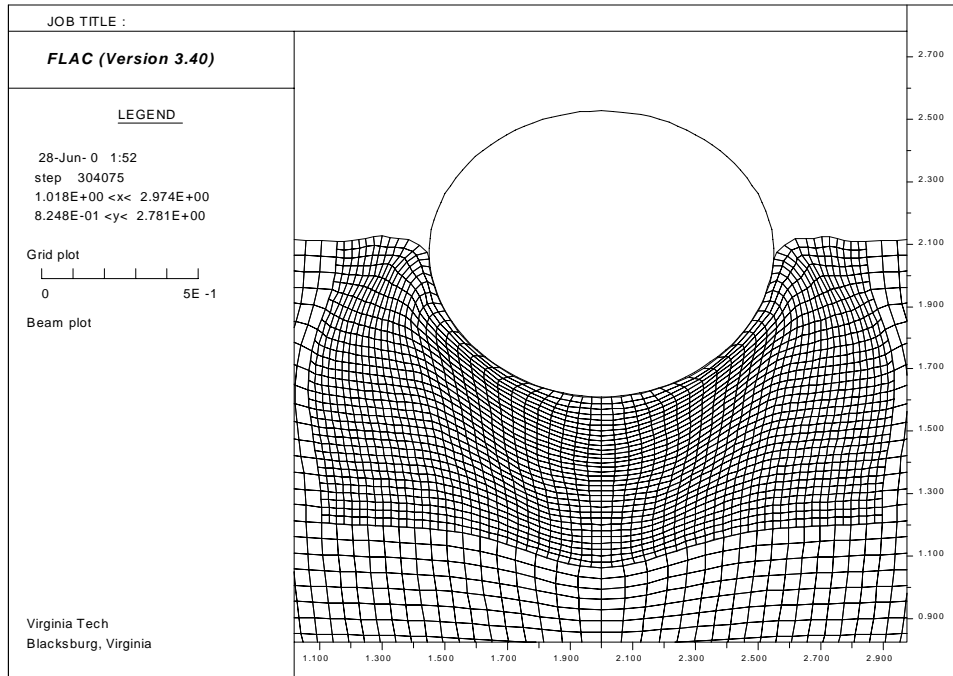 JOB TITLE :
FLAC (Version 3.40)
LEGEND
28-Jun- 0 1:52
step 304075
1.018E+00 <x< 2.974E+00
8.248E-01 <y< 2.781E+00
Grid plot
0 5E -1
Beam plot
Virginia Tech
Blacksburg, Virginia
2.700
2.500
2.300
2.100
1.900
1.700
1.500
1.300
1.100
0.900
1.100 1.300 1.500 1.700 1.900 2.100 2.300 2.500 2.700 2.900